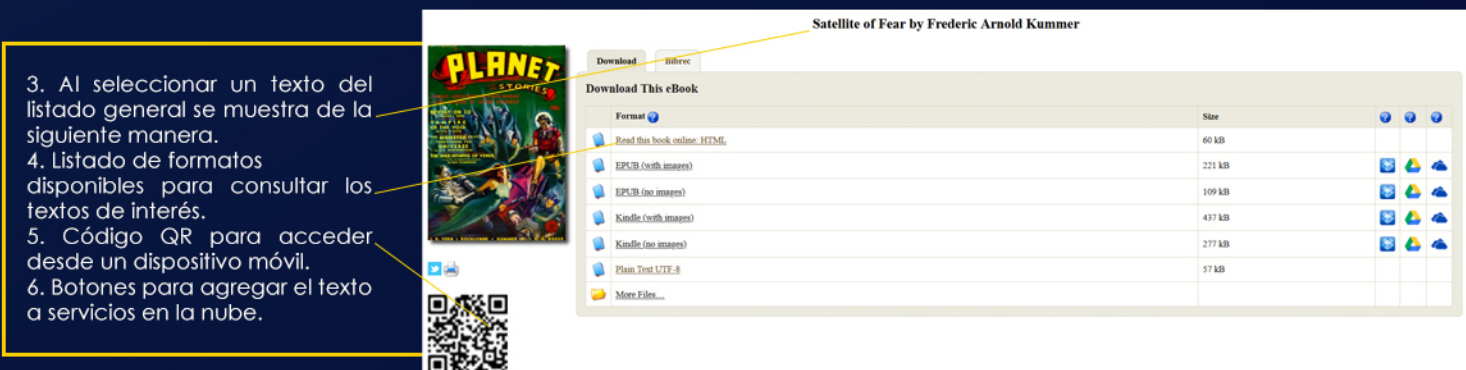 Satellite of Fear by Frederic Arnold Kummer
3. Al seleccionar un texto del
listado general se muestra de la
siguiente manera.
4. Listado de formatos
disponibles para consultar los
textos de interés.
5. Código QR para acceder
desde un dispositivo móvil.
6. Botones para agregar el texto
a servicios en la nube.
PLANET
STORIES
Download Bibrec
Download This eBook
Format ? Size ? ? ?
Read this book online: HTML 60 kB
EPUB (with images) 221 kB
EPUB (no images) 109 kB
Kindle (with images) 437 kB
Kindle (no images) 277 kB
Plain Text UTF-8 57 kB
More Files...